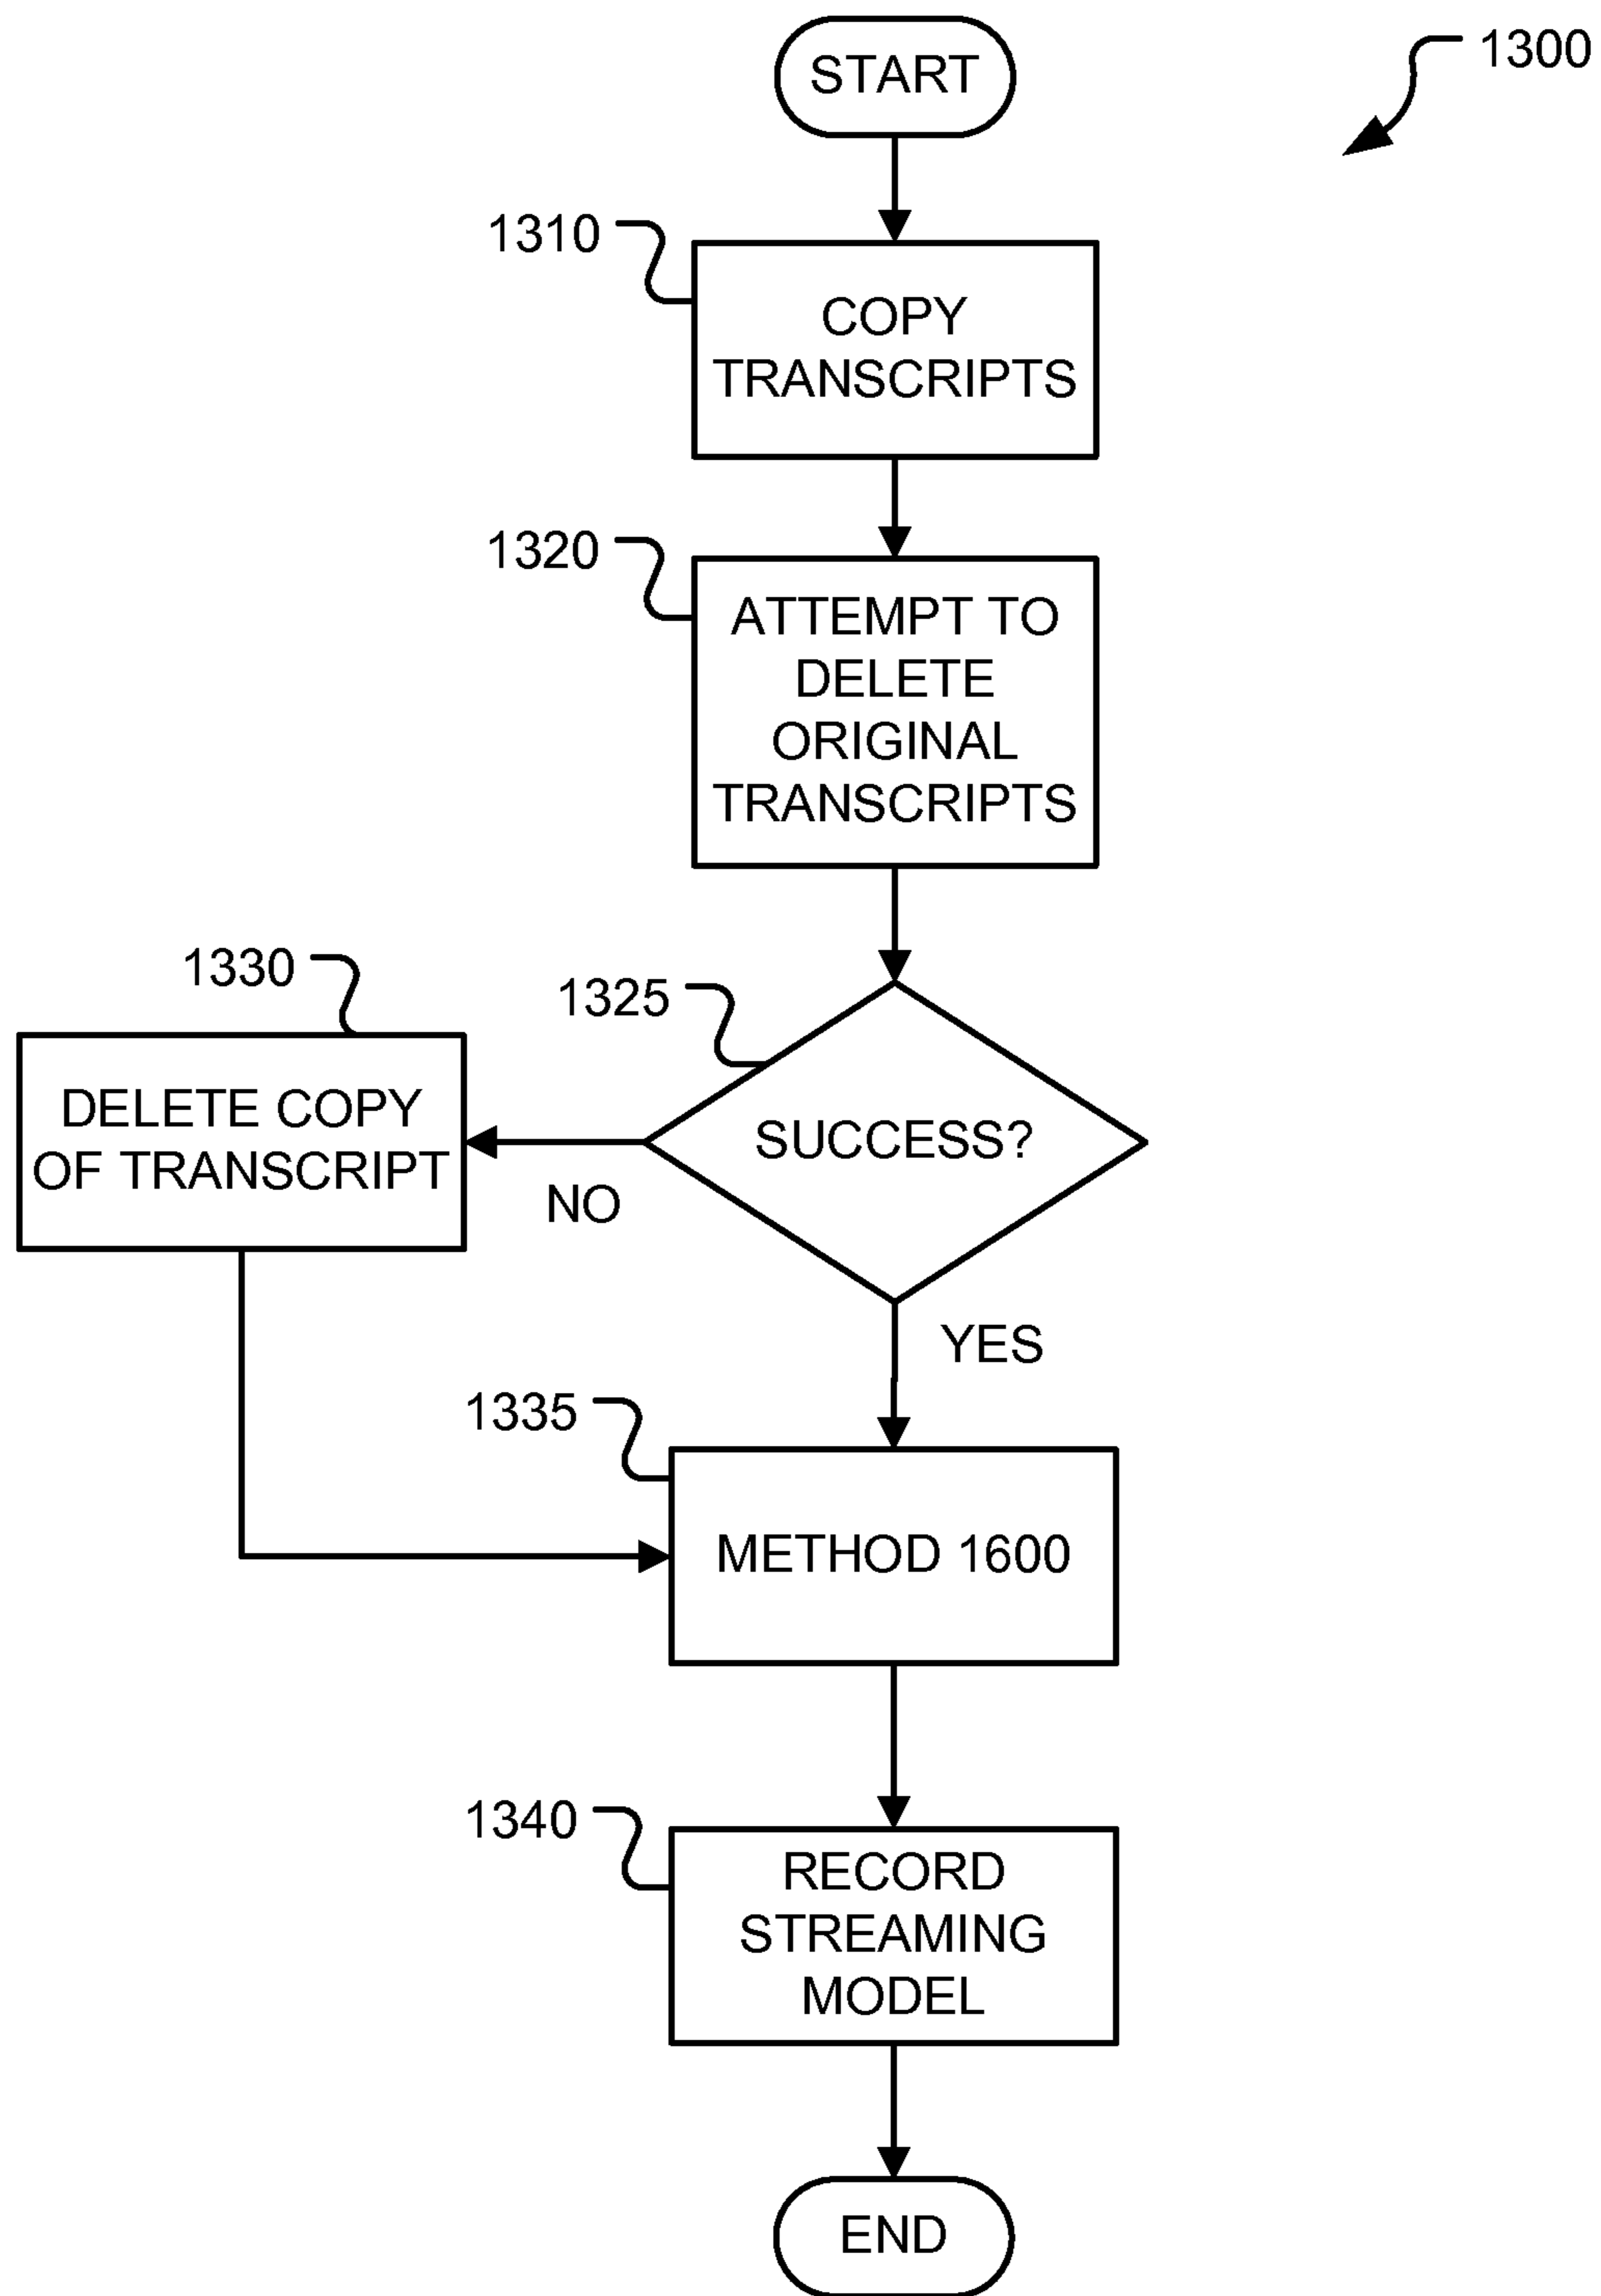 START
1300
1310
COPY
TRANSCRIPTS
1320
ATTEMPT TO
DELETE
ORIGINAL
TRANSCRIPTS
1330
1325
DELETE COPY
OF TRANSCRIPT
SUCCESS?
NO
YES
1335
METHOD 1600
1340
RECORD
STREAMING
MODEL
END